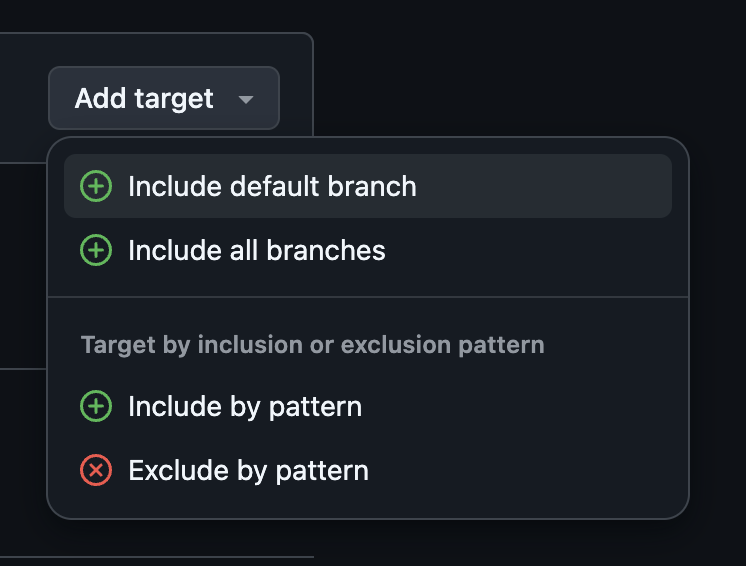 Add target
Include default branch
Include all branches
Target by inclusion or exclusion pattern
Include by pattern
Exclude by pattern